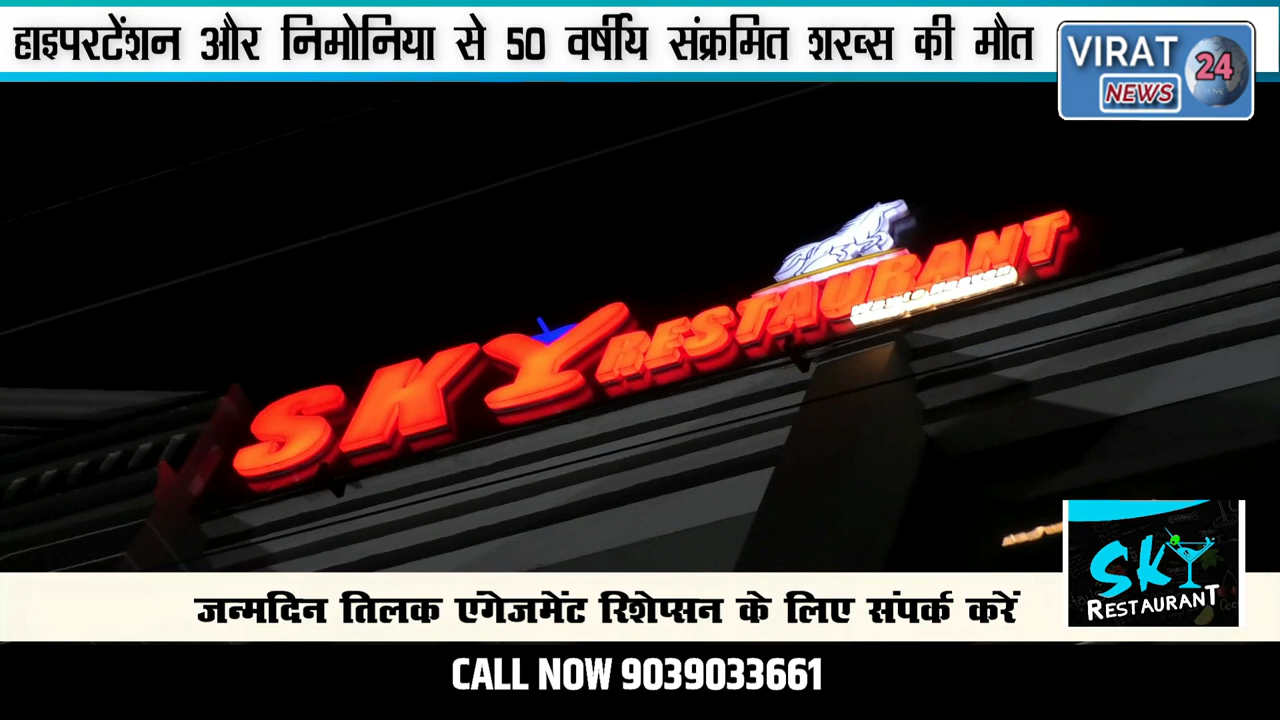 हाइपरटेंशन और निमोनिया से 50 वर्षीय संक्रमित शख्स की मौत
VIRAT
24
NEWS
SKY RESTAURANT
SKY
RESTAURANT
जन्मदिन तिलक एंगेजमेंट रिशेप्सन के लिए संपर्क करें
CALL NOW 9039033661